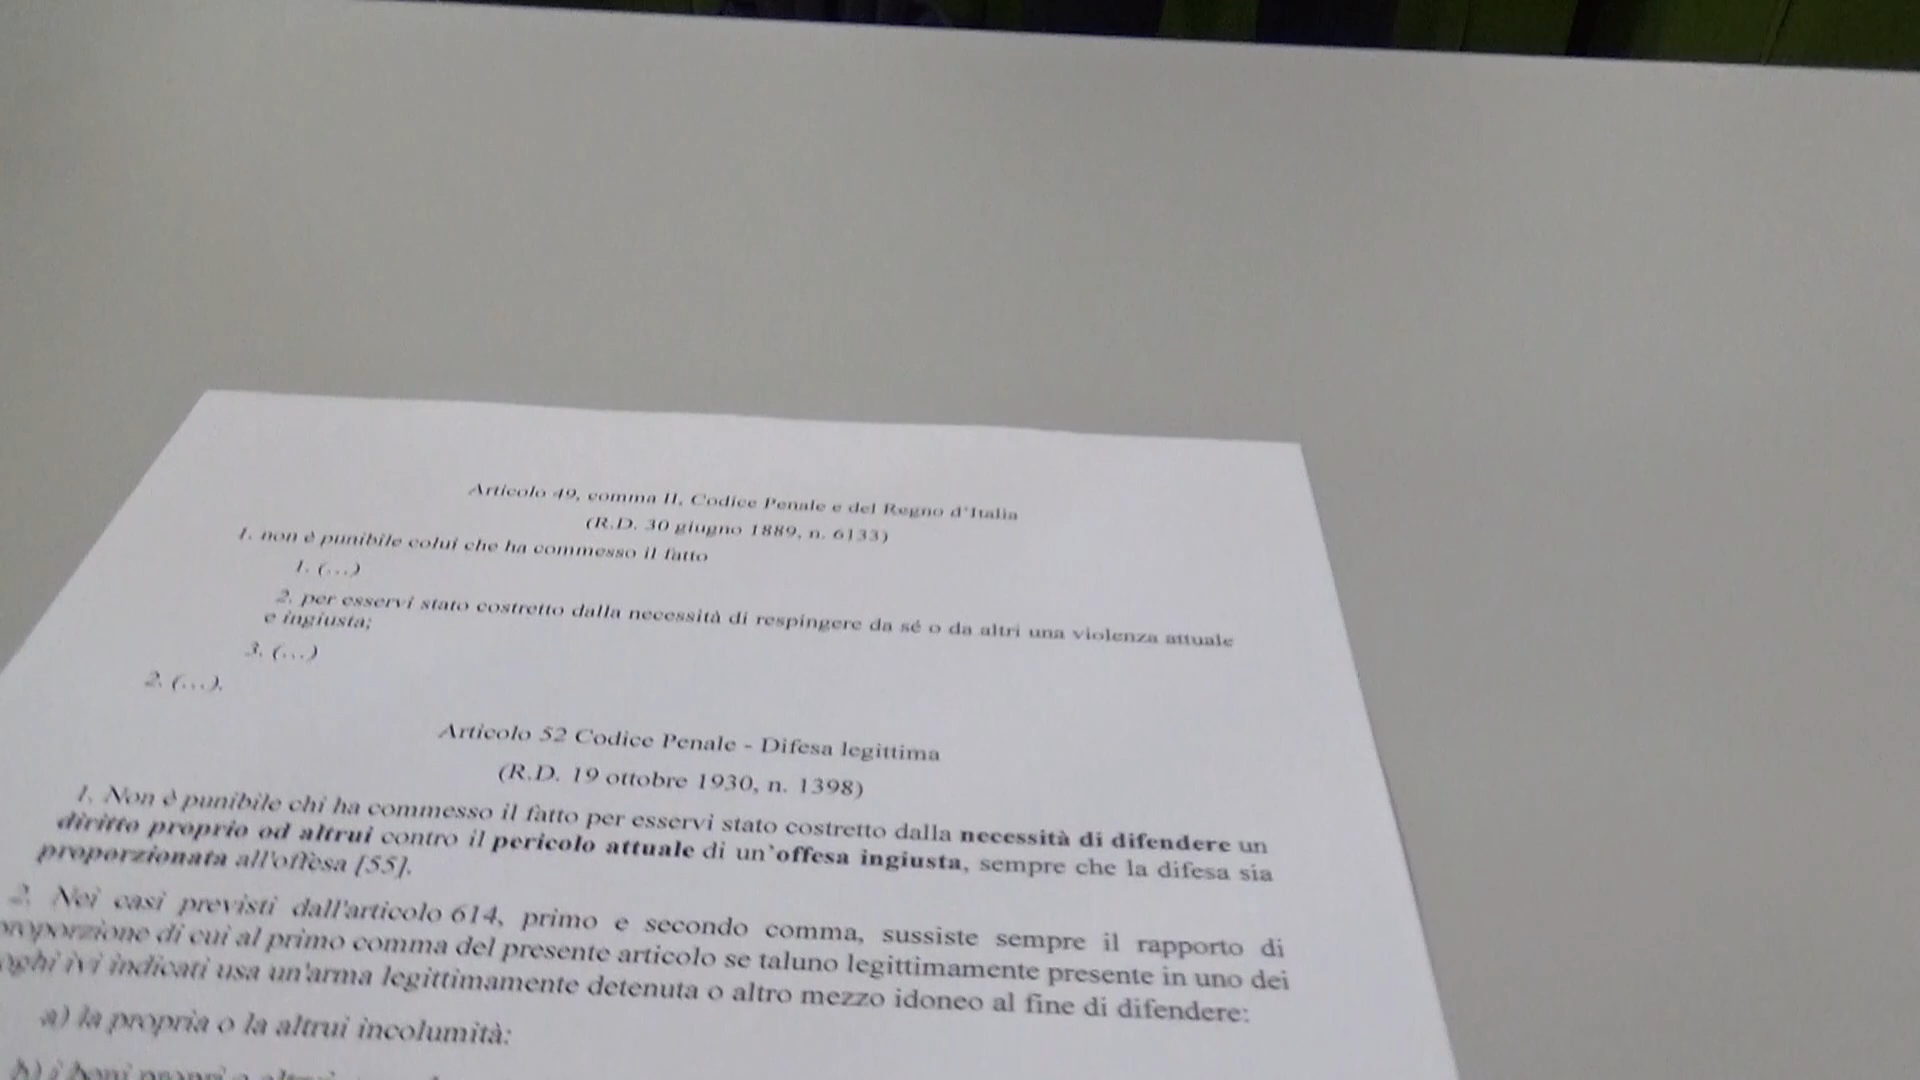 Articolo 49, comma II, Codice Penale e del Regno d'Italia
(R.D. 30 giugno 1889, n. 6133)
1. non è punibile colui che ha commesso il fatto
1. (…)
2. per esservi stato costretto dalla necessità di respingere da sé o da altri una violenza attuale
e ingiusta;
3. (…)
2. (…).
Articolo 52 Codice Penale - Difesa legittima
(R.D. 19 ottobre 1930, n. 1398)
1. Non è punibile chi ha commesso il fatto per esservi stato costretto dalla necessità di difendere un
diritto proprio od altrui contro il pericolo attuale di un`offesa ingiusta, sempre che la difesa sia
proporzionata all'offesa [55].
2. Nei casi previsti dall'articolo 614, primo e secondo comma, sussiste sempre il rapporto di
proporzione di cui al primo comma del presente articolo se taluno legittimamente presente in uno dei
oghi ivi indicati usa un'arma legittimamente detenuta o altro mezzo idoneo al fine di difendere:
a) la propria o la altrui incolumità:
b) i beni propri o